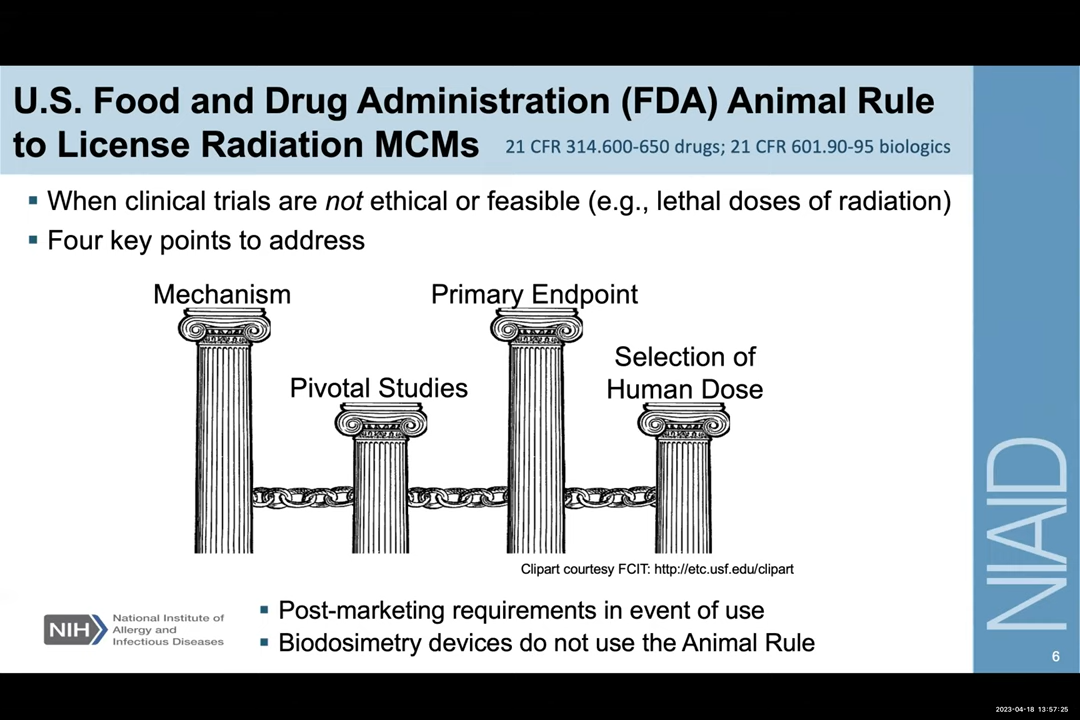 U.S. Food and Drug Administration (FDA) Animal Rule
to License Radiation MCMs 21 CFR 314.600-650 drugs; 21 CFR 601.90-95 biologics
▪ When clinical trials are not ethical or feasible (e.g., lethal doses of radiation)
▪ Four key points to address
Mechanism
Primary Endpoint
Pivotal Studies
Selection of
Human Dose
Clipart courtesy FCIT: http://etc.usf.edu/clipart
NIH
National Institute of
Allergy and
Infectious Diseases
▪ Post-marketing requirements in event of use
▪ Biodosimetry devices do not use the Animal Rule
NIAID
6
2023-04-18 13:57:25